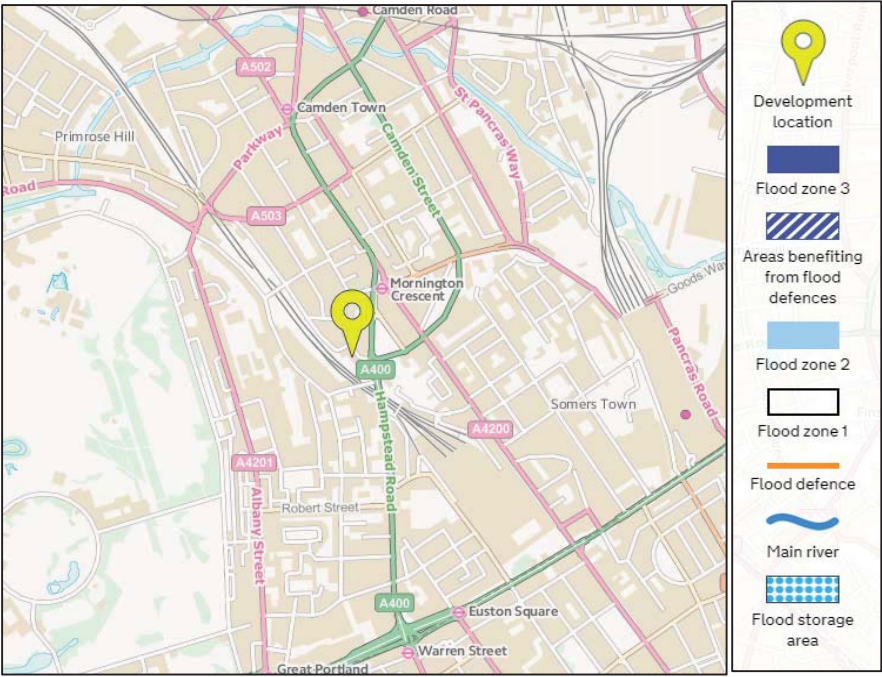 Camden Road
A502
Camden Town
St Pancras Way
Primrose Hill
Parkway
Camden Street
Road
A503
Mornington
Crescent
Goods Way
A400
Pancras Road
Somers Town
Hampstead Road
A4200
A4201
Albany Street
Robert Street
A400
Euston Square
Warren Street
Great Portland
Development
location
Flood zone 3
Areas benefiting
from flood
defences
Flood zone 2
Flood zone 1
Flood defence
Main river
Flood storage
area